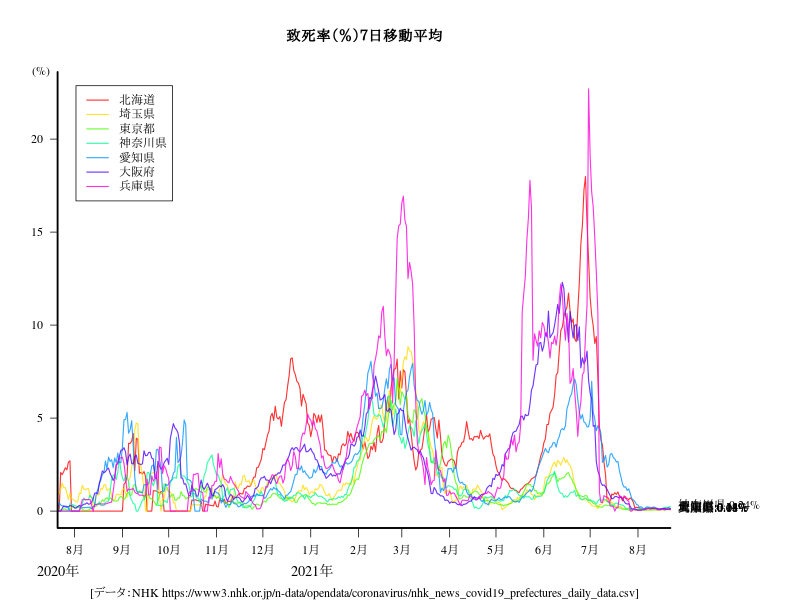 致死率(%)7日移動平均
(%)
北海道
埼玉県
東京都
神奈川県
愛知県
大阪府
兵庫県
20
15
10
5
0
8月 9月 10月 11月 12月 1月 2月 3月 4月 5月 6月 7月 8月
2020年 2021年
[データ:NHK https://www3.nhk.or.jp/n-data/opendata/coronavirus/nhk_news_covid19_prefectures_daily_data.csv]